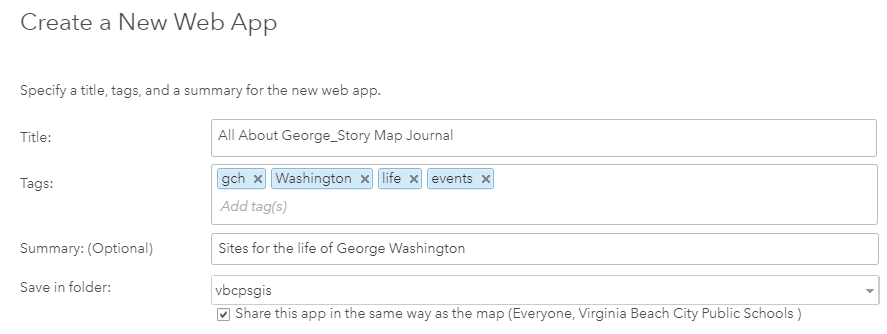 Create a New Web App
Specify a title, tags, and a summary for the new web app.
Title: All About George_Story Map Journal
Tags: gch × Washington × life × events ×
Add tag(s)
Summary: (Optional) Sites for the life of George Washington
Save in folder: vbcpsgis
Share this app in the same way as the map (Everyone, Virginia Beach City Public Schools )